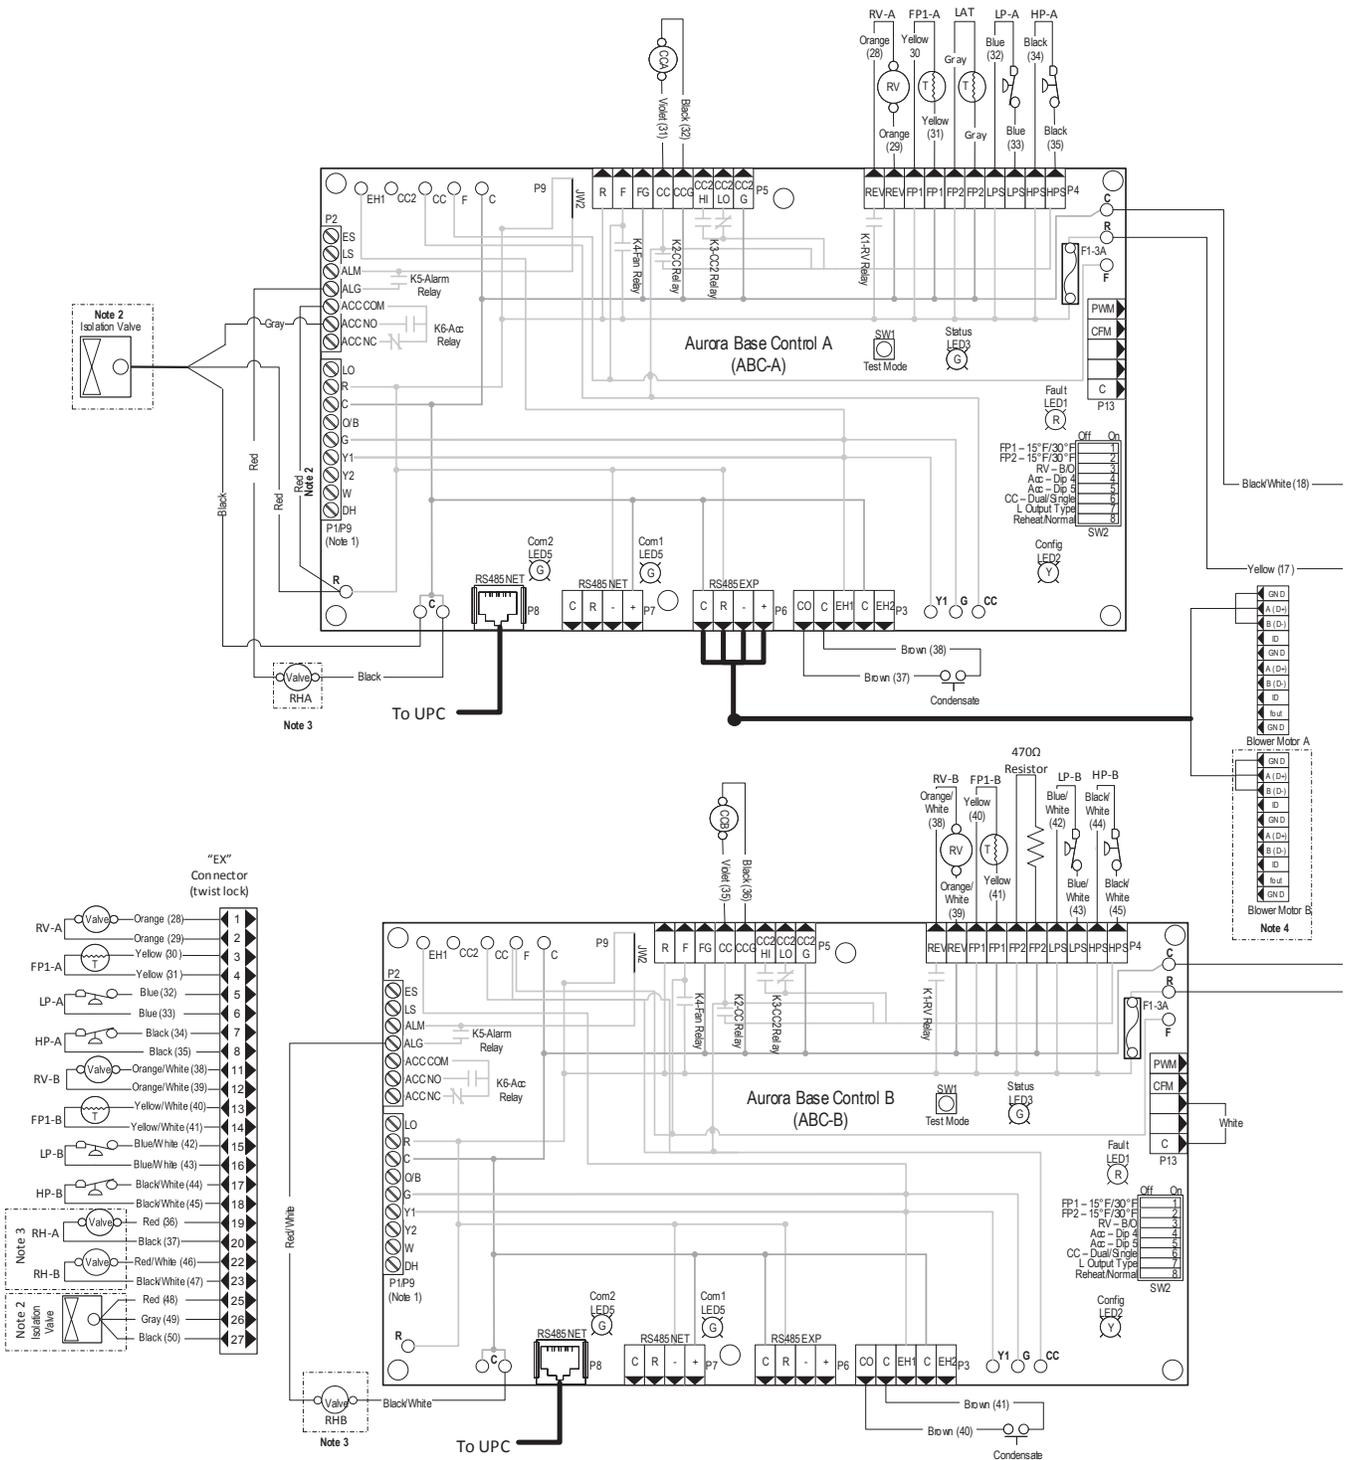 RV-A FP1-A LAT LP-A HP-A
Orange (28)
Yellow 30
Gray
Blue (32)
Black (34)
CCA
RV
T
T
Violet (31)
Black (32)
Orange (29)
Yellow (31)
Gray
Blue (33)
Black (35)
EH1 CC2 CC F C
P9
JW2
R F FG CC CCG CC2 HI CC2 LO CC2 G
P5
REV REV FP1 FP1 FP2 FP2 LPS LPS HPS HPS
P4
C
R
F
F1-3A
K4-Fan Relay
K2-CC Relay
K3-CC2 Relay
K1-RV Relay
P2
ES
LS
ALM
ALG
ACC COM
ACC NO
ACC NC
K5-Alarm Relay
K6-Acc Relay
Note 2
Isolation Valve
Gray
Aurora Base Control A
(ABC-A)
SW1
Test Mode
Status
LED3
G
PWM
CFM
C
P13
LO
R
C
O/B
G
Y1
Y2
W
DH
P1/P9
(Note 1)
Fault
LED1
R
Off On
FP1 – 15°F/30°F 1
FP2 – 15°F/30°F 2
RV – B/O 3
Acc – Dip 4 4
Acc – Dip 5 5
CC – Dual/Single 6
L Output Type 7
Reheat/Normal 8
SW2
Black/White (18)
Red
Black
Red
Red
Note 2
Config
LED2
Y
Com2
LED5
G
Com1
LED5
G
Yellow (17)
R
C
RS485 NET
P8
RS485 NET
C R - +
P7
RS485 EXP
C R - +
P6
CO C EH1 C EH2
P3
Y1 G CC
GND
A (D+)
B (D-)
ID
GND
A (D+)
B (D-)
ID
fout
GND
Blower Motor A
Valve
RHA
Note 3
Black
To UPC
Brown (38)
Brown (37)
Condensate
GND
A (D+)
B (D-)
ID
GND
A (D+)
B (D-)
ID
fout
GND
Blower Motor B
Note 4
470Ω
Resistor
RV-B FP1-B LP-B HP-B
Orange/White (38)
Yellow (40)
Blue/White (42)
Black/White (44)
CCB
RV
T
Violet (35)
Black (36)
Orange/White (39)
Yellow (41)
Blue/White (43)
Black/White (45)
"EX"
Connector
(twist lock)
RV-A Valve Orange (28) 1
Orange (29) 2
FP1-A T Yellow (30) 3
Yellow (31) 4
LP-A Blue (32) 5
Blue (33) 6
HP-A Black (34) 7
Black (35) 8
RV-B Valve Orange/White (38) 11
Orange/White (39) 12
FP1-B T Yellow/White (40) 13
Yellow/White (41) 14
LP-B Blue/White (42) 15
Blue/White (43) 16
HP-B Black/White (44) 17
Black/White (45) 18
Note 3
RH-A Valve Red (36) 19
Black (37) 20
RH-B Valve Red/White (46) 22
Black/White (47) 23
Note 2
Isolation Valve
Red (48) 25
Gray (49) 26
Black (50) 27
EH1 CC2 CC F C
P9
JW2
R F FG CC CCG CC2 HI CC2 LO CC2 G
P5
REV REV FP1 FP1 FP2 FP2 LPS LPS HPS HPS
P4
C
R
F
F1-3A
K4-Fan Relay
K2-CC Relay
K3-CC2 Relay
K1-RV Relay
P2
ES
LS
ALM
ALG
ACC COM
ACC NO
ACC NC
K5-Alarm Relay
K6-Acc Relay
Aurora Base Control B
(ABC-B)
SW1
Test Mode
Status
LED3
G
PWM
CFM
C
P13
White
LO
R
C
O/B
G
Y1
Y2
W
DH
P1/P9
(Note 1)
Fault
LED1
R
Off On
FP1 – 15°F/30°F 1
FP2 – 15°F/30°F 2
RV – B/O 3
Acc – Dip 4 4
Acc – Dip 5 5
CC – Dual/Single 6
L Output Type 7
Reheat/Normal 8
SW2
Red/White
Com2
LED5
G
Com1
LED5
G
Config
LED2
Y
R
C
RS485 NET
P8
RS485 NET
C R - +
P7
RS485 EXP
C R - +
P6
CO C EH1 C EH2
P3
Y1 G CC
Valve
RHB
Note 3
Black/White
To UPC
Brown (41)
Brown (40)
Condensate